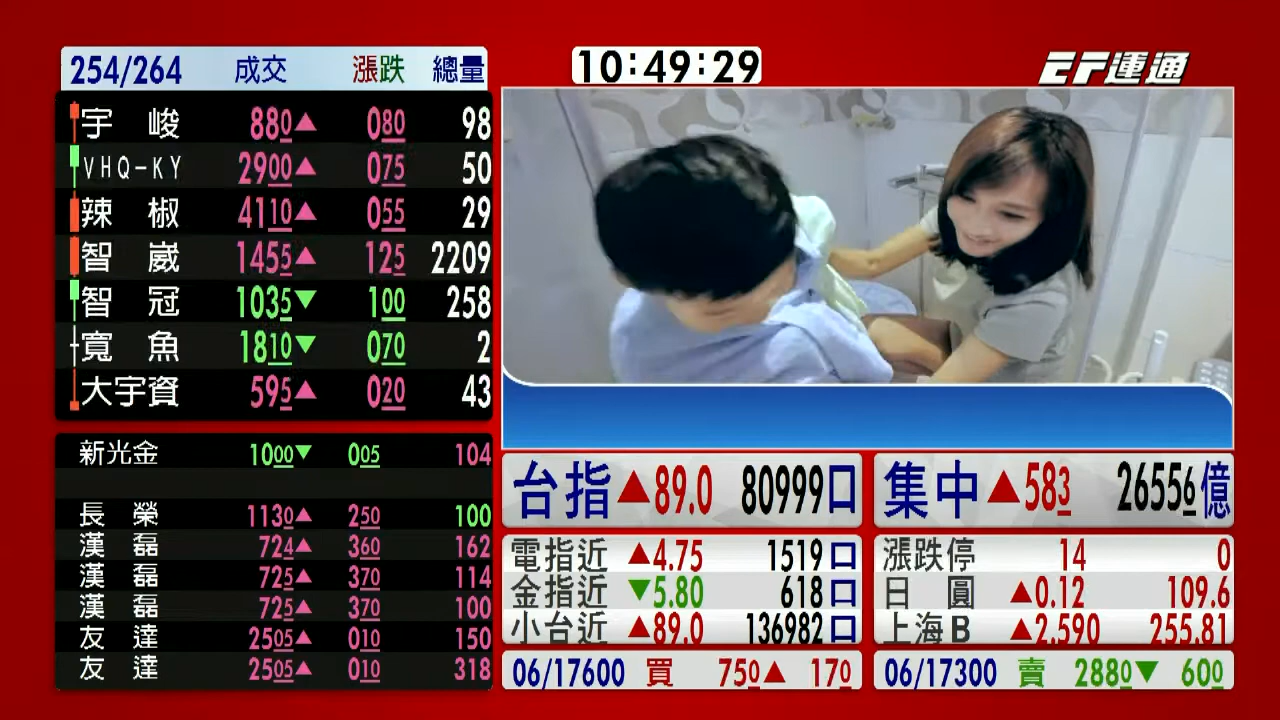 254/264 成交 漲跌 總量
宇峻 880▲ 080 98
VHQ-KY 2900▲ 075 50
辣椒 4110▲ 055 29
智崴 1455▲ 125 2209
智冠 1035▼ 100 258
寬魚 1810▼ 070 2
大宇資 595▲ 020 43
新光金 1000▼ 005 104
長榮 1130▲ 250 100
漢磊 724▲ 360 162
漢磊 725▲ 370 114
漢磊 725▲ 370 100
友達 2505▲ 010 150
友達 2505▲ 010 318
10:49:29
EF運通
台指▲89.0 80999口
電指近 ▲4.75 1519口
金指近 ▼5.80 618口
小台近 ▲89.0 136982口
06/17600 買 750▲ 170
集中▲583 26556億
漲跌停 14 0
日圓 ▲0.12 109.6
上海B ▲2.590 255.81
06/17300 賣 2880▼ 600